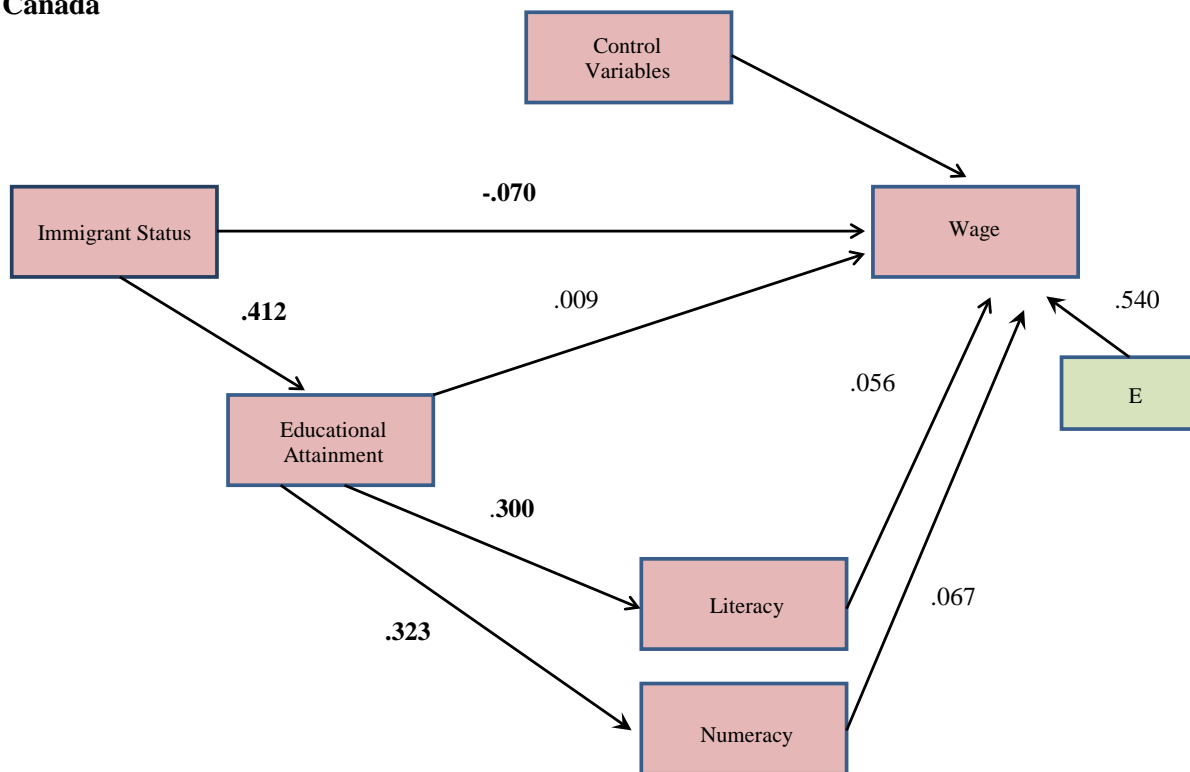 Canada
Control
Variables
-.070
Immigrant Status
Wage
.412
.009
.540
.056
E
Educational
Attainment
.300
Literacy
.067
.323
Numeracy